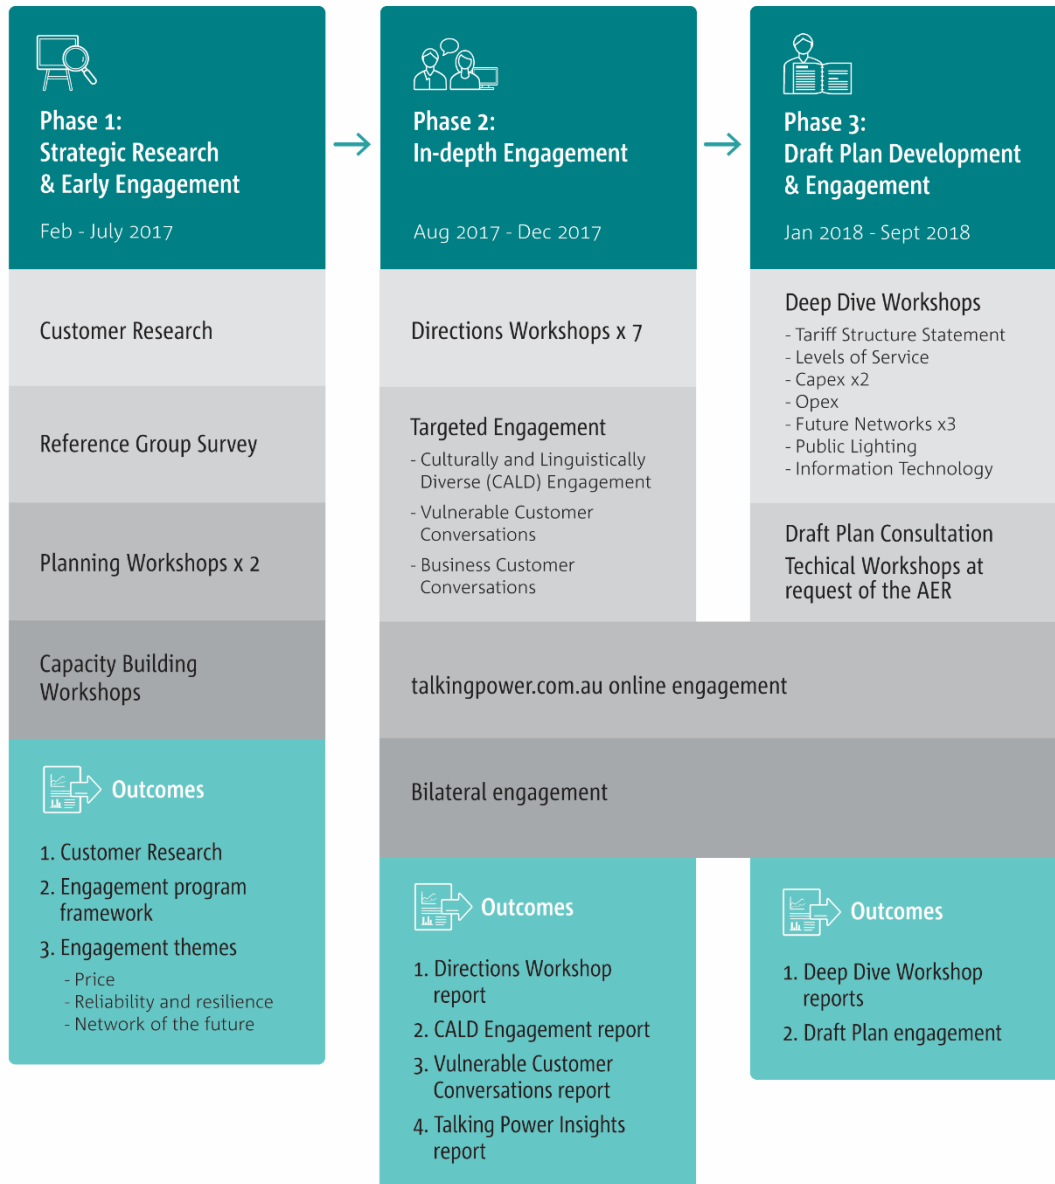 Phase 1:
Strategic Research
& Early Engagement
Feb - July 2017
Customer Research
Reference Group Survey
Planning Workshops x 2
Capacity Building
Workshops
Outcomes
1. Customer Research
2. Engagement program
framework
3. Engagement themes
- Price
- Reliability and resilience
- Network of the future
Phase 2:
In-depth Engagement
Aug 2017 - Dec 2017
Directions Workshops x 7
Targeted Engagement
- Culturally and Linguistically
Diverse (CALD) Engagement
- Vulnerable Customer
Conversations
- Business Customer
Conversations
Phase 3:
Draft Plan Development
& Engagement
Jan 2018 - Sept 2018
Deep Dive Workshops
- Tariff Structure Statement
- Levels of Service
- Capex x2
- Opex
- Future Networks x3
- Public Lighting
- Information Technology
Draft Plan Consultation
Techical Workshops at
request of the AER
talkingpower.com.au online engagement
Bilateral engagement
Outcomes
1. Directions Workshop
report
2. CALD Engagement report
3. Vulnerable Customer
Conversations report
4. Talking Power Insights
report
Outcomes
1. Deep Dive Workshop
reports
2. Draft Plan engagement